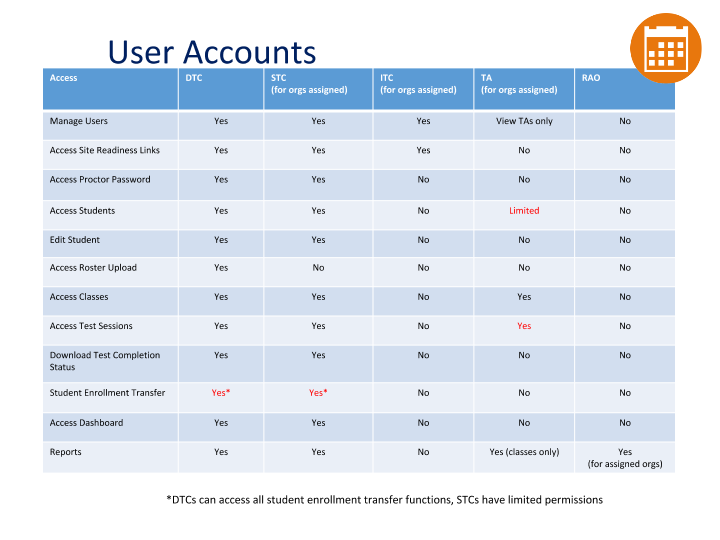 User Accounts
Access DTC STC ITC TA RAO
(for orgs assigned) (for orgs assigned) (for orgs assigned)
Manage Users Yes Yes Yes View TAs only No
Access Site Readiness Links Yes Yes Yes No No
Access Proctor Password Yes Yes No No No
Access Students Yes Yes No Limited No
Edit Student Yes Yes No No No
Access Roster Upload Yes No No No No
Access Classes Yes Yes No Yes No
Access Test Sessions Yes Yes No Yes No
Download Test Completion Yes Yes No No No
Status
Student Enrollment Transfer Yes* Yes* No No No
Access Dashboard Yes Yes No No No
Reports Yes Yes No Yes (classes only) Yes
(for assigned orgs)
*DTCs can access all student enrollment transfer functions, STCs have limited permissions